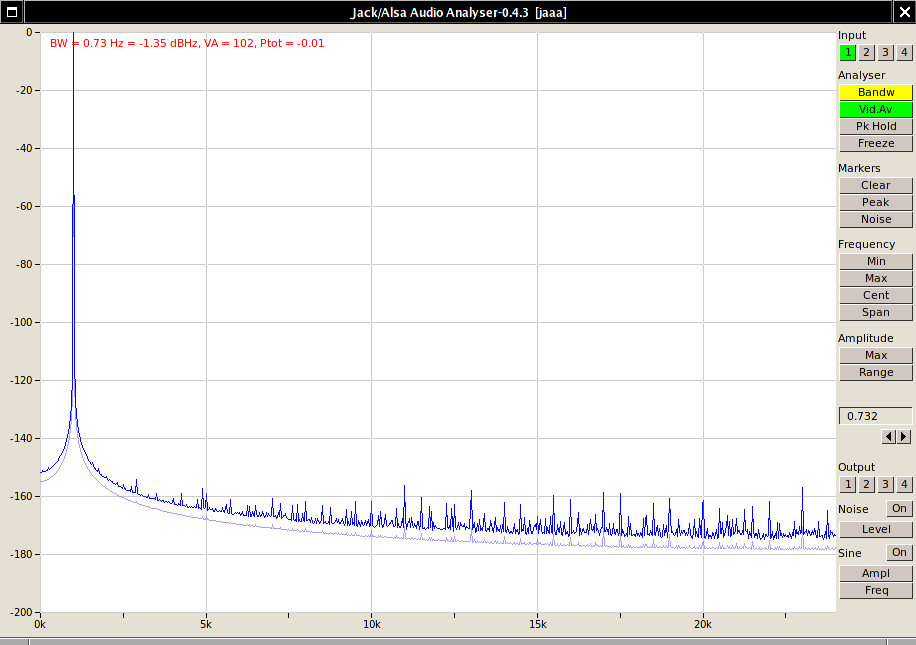 Jack/Alsa Audio Analyser-0.4.3 [jaaa]
BW = 0.73 Hz = -1.35 dBHz, VA = 102, Ptot = -0.01
0
-20
-40
-60
-80
-100
-120
-140
-160
-180
-200
0k 5k 10k 15k 20k
Input
1 2 3 4
Analyser
Bandw
Vid.Av
Pk Hold
Freeze
Markers
Clear
Peak
Noise
Frequency
Min
Max
Cent
Span
Amplitude
Max
Range
0.732
Output
1 2 3 4
Noise On
Level
Sine On
Ampl
Freq